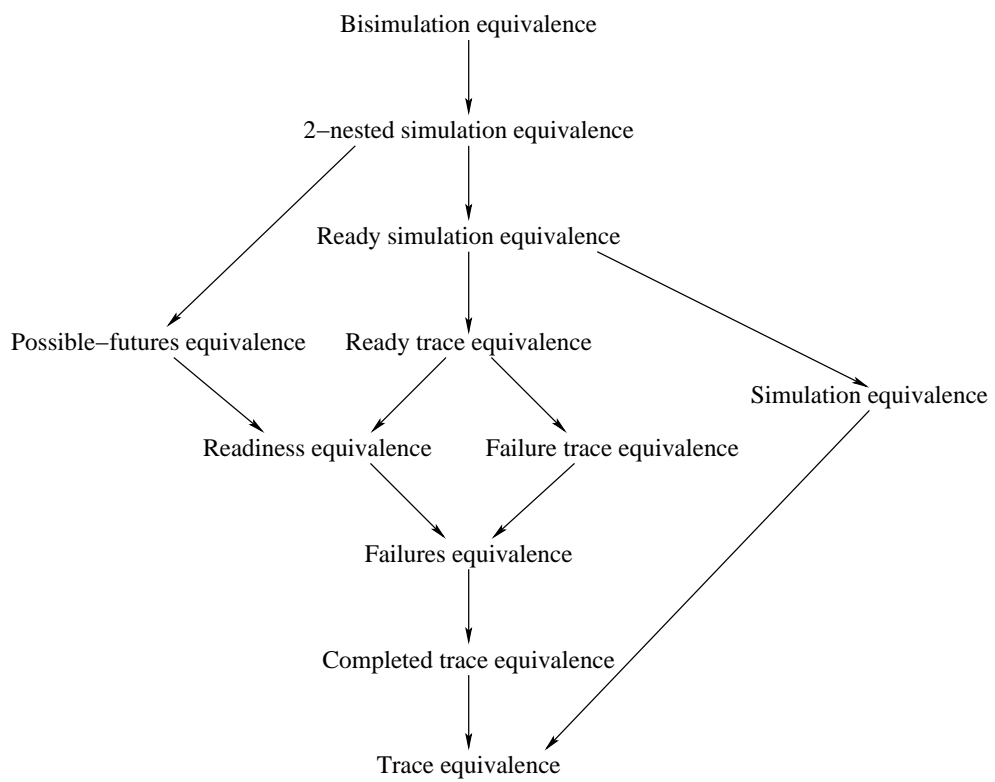 Bisimulation equivalence
2−nested simulation equivalence
Ready simulation equivalence
Possible−futures equivalence
Ready trace equivalence
Simulation equivalence
Readiness equivalence
Failure trace equivalence
Failures equivalence
Completed trace equivalence
Trace equivalence